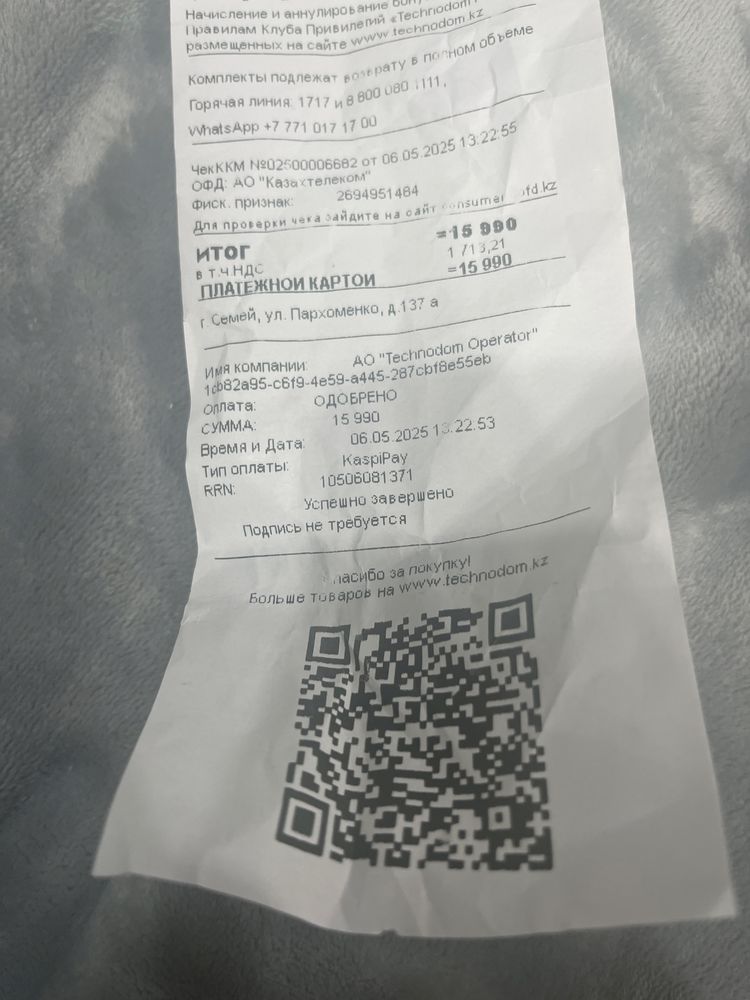 Начисление и аннулирование
Правилам Клуба Привилегий «Technodom
размещенных на сайте www.technodom.kz
Комплекты подлежат возврату в полном объеме
Горячая линия: 1717 и 8 800 080 1111,
WhatsApp +7 771 017 17 00
ЧекККМ №02500006682 от 06.05.2025 13:22:55
ОФД: АО "Казахтелеком"
Фиск. признак: 2694951464
Для проверки чека зайдите на сайт
ИТОГ =15 990
в т.ч.НДС 1 713,21
ПЛАТЕЖНОЙ КАРТОЙ =15 990
г.Семей, ул. Пархоменко, д.137 а
Имя компании: АО "Technodom Operator"
1cb82a95-c6f9-4e59-a445-287cbf8e55eb
Оплата: ОДОБРЕНО
СУММА: 15 990
Время и Дата: 06.05.2025 13:22:53
Тип оплаты: KaspiPay
RRN: 10506081371
Успешно завершено
Подпись не требуется
Спасибо за покупку!
Больше товаров на www.technodom.kz